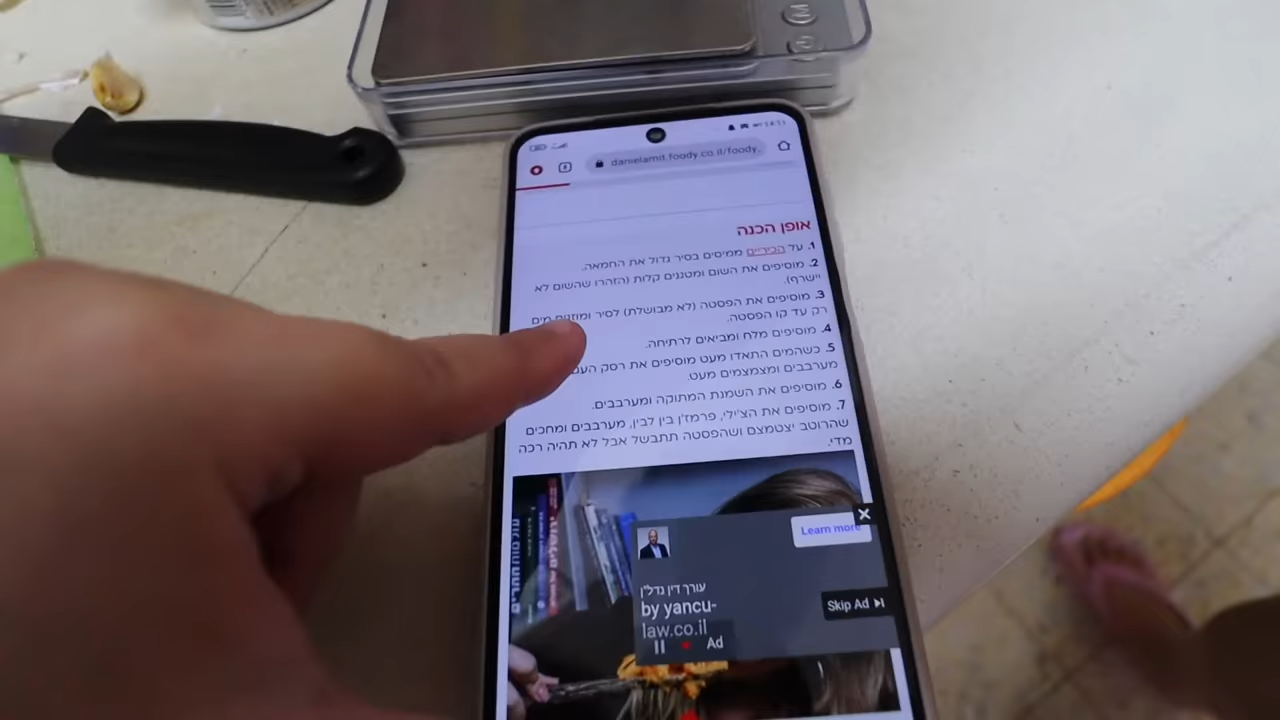 14:51
danielamit.foody.co.il/foody_
אופן הכנה
1. על הכיריים ממיסים בסיר גדול את החמאה.
2. מוסיפים את השום ומטגנים קלות (הזהרו שהשום לא
יישרף).
3. מוסיפים את הפסטה (לא מבושלת) לסיר ומוזגים מים
רק עד קו הפסטה.
4. מוסיפים מלח ומביאים לרתיחה.
5. כשהמים התאדו מעט מוסיפים את רסק
מערבבים ומצמצמים מעט.
6. מוסיפים את השמנת המתוקה ומערבבים.
7. מוסיפים את הצ'ילי, פרמז'ן בין לבין, מערבבים ומחכים
שהרוטב יצטמצם ושהפסטה תתבשל אבל לא תהיה רכה
מדי.
Learn more
עורך דין נדל"ן
by yancu-
law.co.il
Skip Ad
Ad